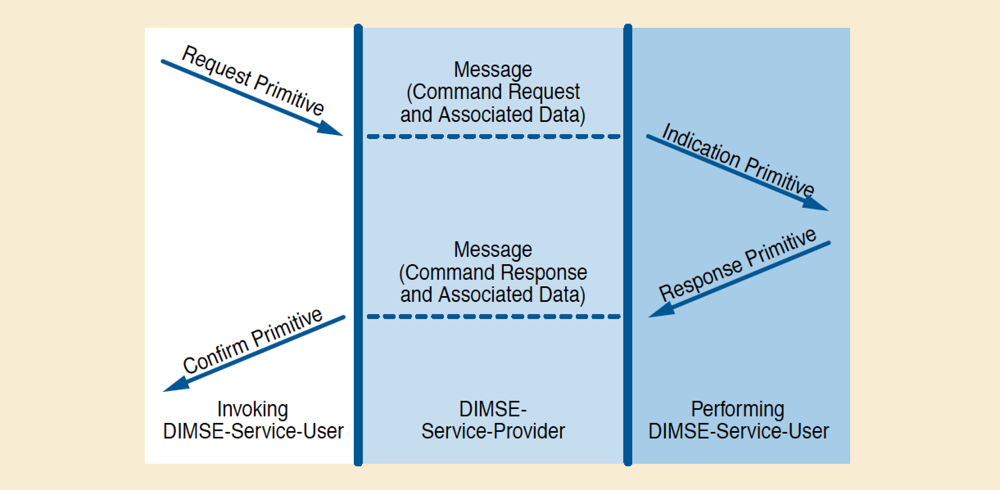 Request Primitive
Message
(Command Request
and Associated Data)
Indication Primitive
Response Primitive
Message
(Command Response
and Associated Data)
Confirm Primitive
Invoking
DIMSE-Service-User
DIMSE-
Service-Provider
Performing
DIMSE-Service-User